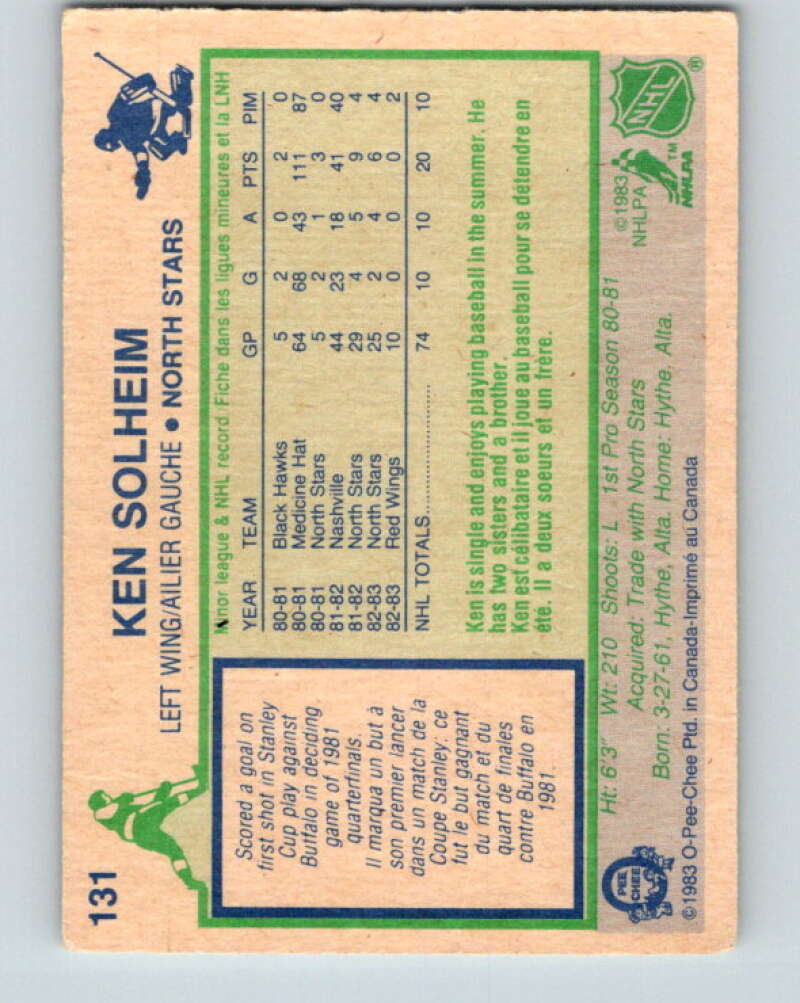 131
KEN SOLHEIM
LEFT WING/AILIER GAUCHE • NORTH STARS
Scored a goal on
first shot in Stanley
Cup play against
Buffalo in deciding
game of 1981
quarterfinals.
Il marqua un but à
son premier lancer
dans un match de la
Coupe Stanley: ce
fut le but gagnant
du match et du
quart de finales
contre Buffalo en
1981.
Minor league & NHL record/Fiche dans les ligues mineures et la LNH
YEAR TEAM GP G A PTS PIM
80-81 Black Hawks 5 2 0 2 0
80-81 Medicine Hat 64 68 43 111 87
80-81 North Stars 5 2 1 3 0
81-82 Nashville 44 23 18 41 40
81-82 North Stars 29 4 5 9 4
82-83 North Stars 25 2 4 6 4
82-83 Red Wings 10 0 0 0 2
NHL TOTALS.................... 74 10 10 20 10
Ken is single and enjoys playing baseball in the summer. He
has two sisters and a brother.
Ken est célibataire et il joue au baseball pour se détendre en
été. Il a deux soeurs et un frère.
Ht: 6'3" Wt: 210 Shoots: L 1st Pro Season 80-81
Acquired: Trade with North Stars
Born: 3-27-61, Hythe, Alta. Home: Hythe, Alta.
©1983 O-Pee-Chee Ptd. in Canada-Imprimé au Canada
O
PEE
CHEE
©1983
NHLPA
NHLPA
TM
NHL
®